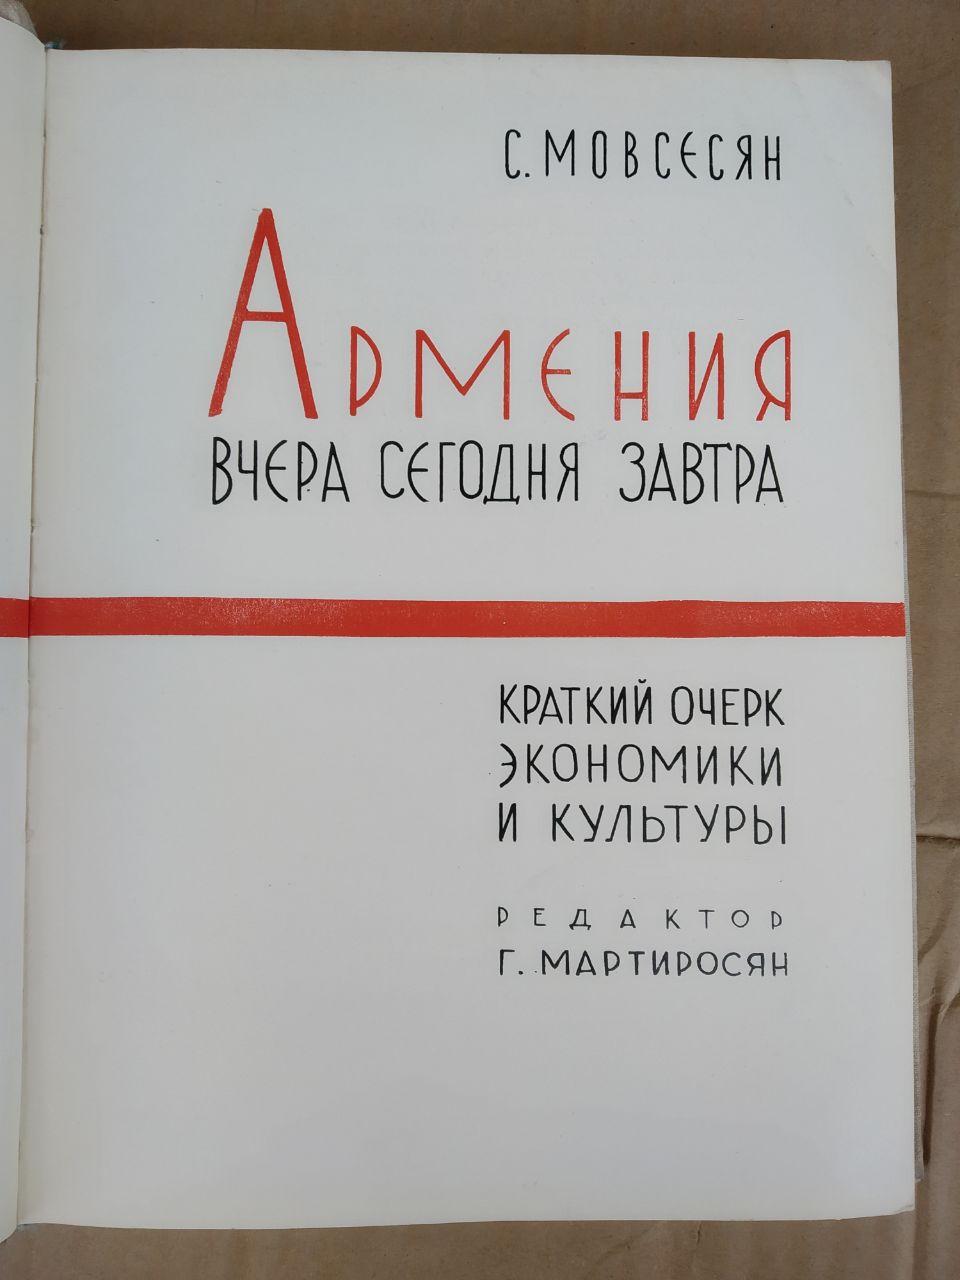 С. МОВСЕСЯН
АРМЕНИЯ
ВЧЕРА СЕГОДНЯ ЗАВТРА
КРАТКИЙ ОЧЕРК
ЭКОНОМИКИ
И КУЛЬТУРЫ
РЕДАКТОР
Г. МАРТИРОСЯН